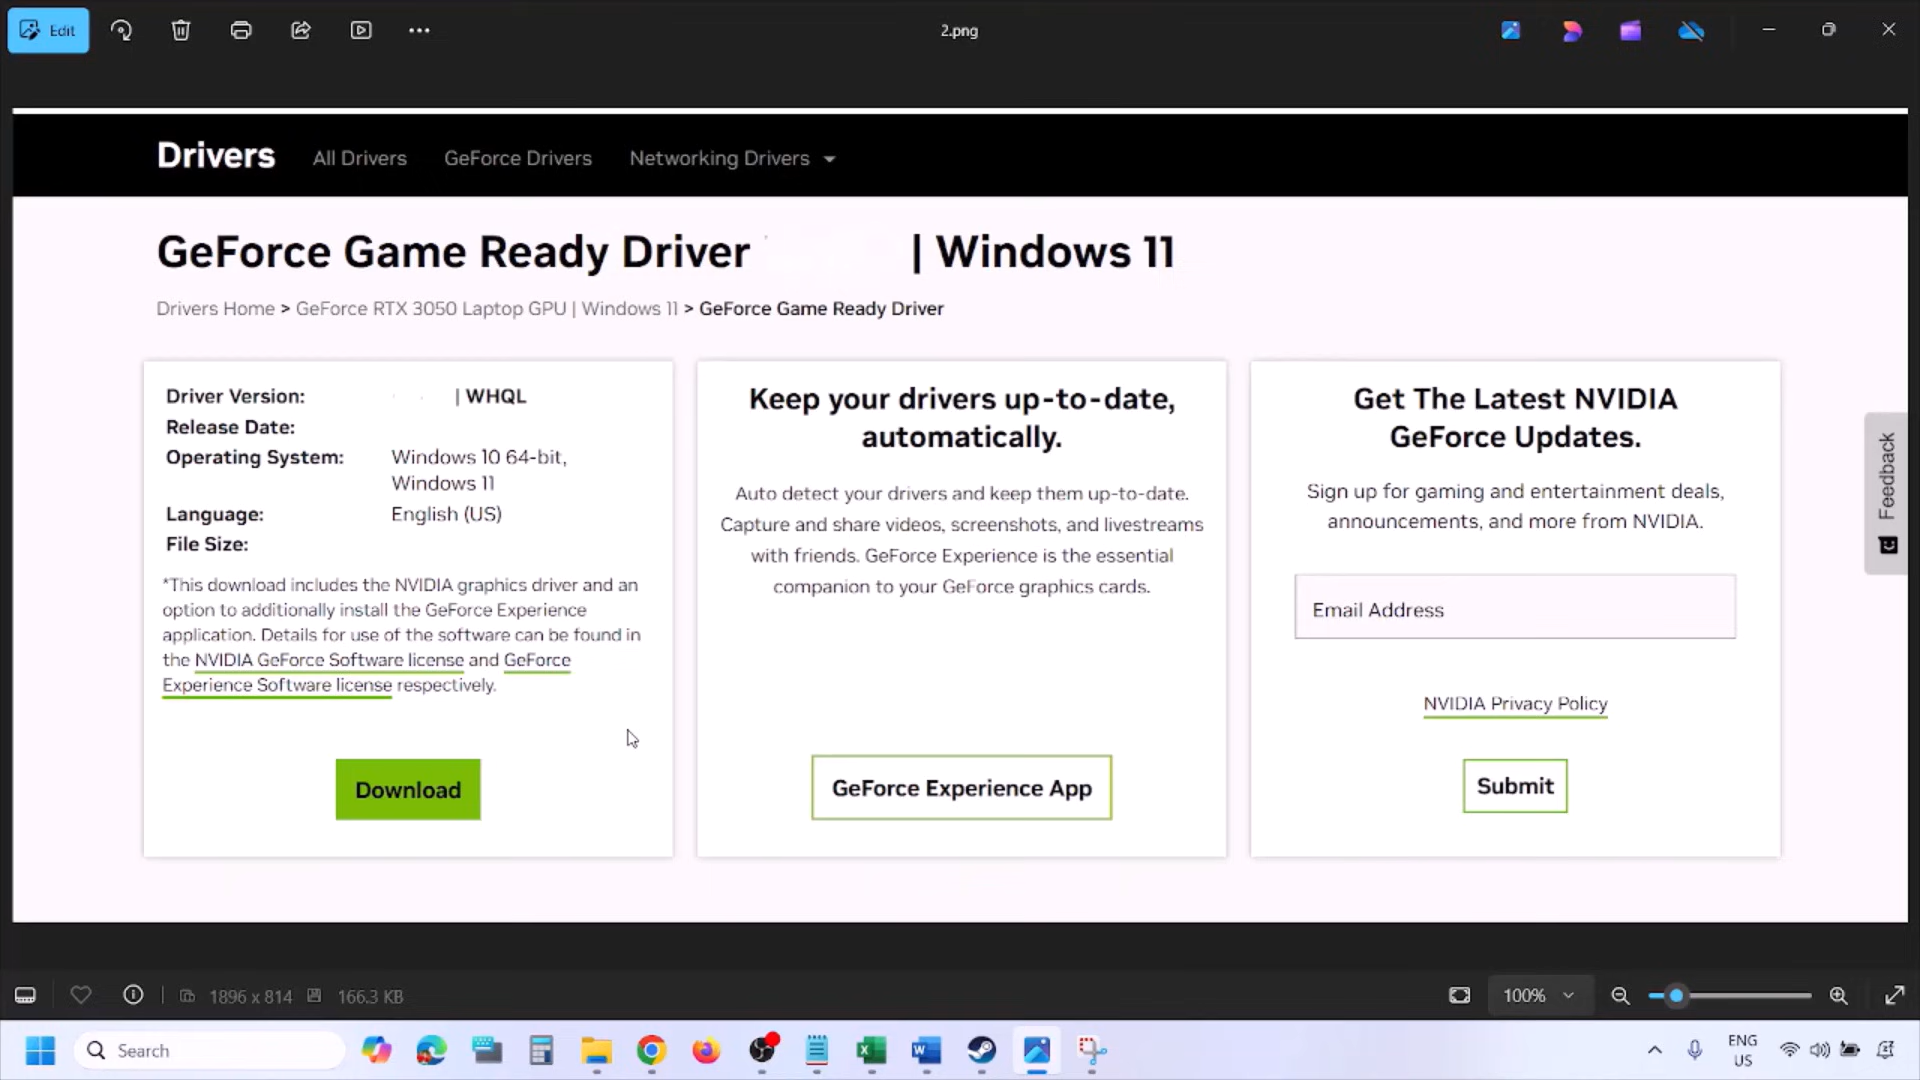 Edit
2.png
Drivers All Drivers GeForce Drivers Networking Drivers
GeForce Game Ready Driver | Windows 11
Drivers Home > GeForce RTX 3050 Laptop GPU | Windows 11 > GeForce Game Ready Driver
Driver Version: | WHQL
Release Date:
Operating System: Windows 10 64-bit,
Windows 11
Language: English (US)
File Size:
*This download includes the NVIDIA graphics driver and an
option to additionally install the GeForce Experience
application. Details for use of the software can be found in
the NVIDIA GeForce Software license and GeForce
Experience Software license respectively.
Download
Keep your drivers up-to-date,
automatically.
Auto detect your drivers and keep them up-to-date.
Capture and share videos, screenshots, and livestreams
with friends. GeForce Experience is the essential
companion to your GeForce graphics cards.
GeForce Experience App
Get The Latest NVIDIA
GeForce Updates.
Sign up for gaming and entertainment deals,
announcements, and more from NVIDIA.
Email Address
NVIDIA Privacy Policy
Submit
Feedback
1896 x 814 166.3 KB
100%
Search
ENG
US